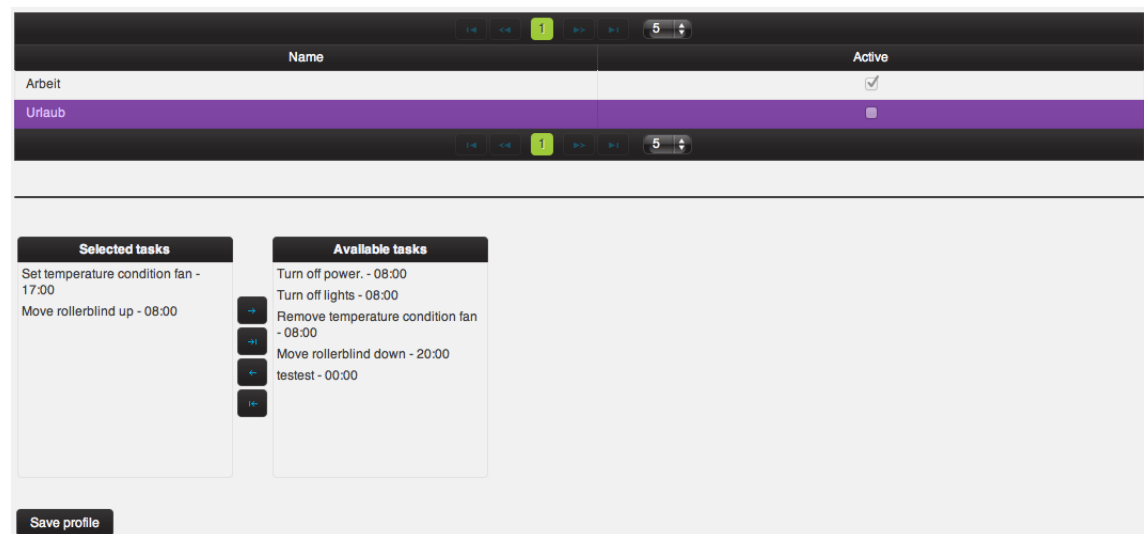 1 5
Name Active
Arbeit
Urlaub
1 5
Selected tasks Available tasks
Set temperature condition fan -
17:00
Move rollerblind up - 08:00
Turn off power. - 08:00
Turn off lights - 08:00
Remove temperature condition fan
- 08:00
Move rollerblind down - 20:00
testest - 00:00
Save profile